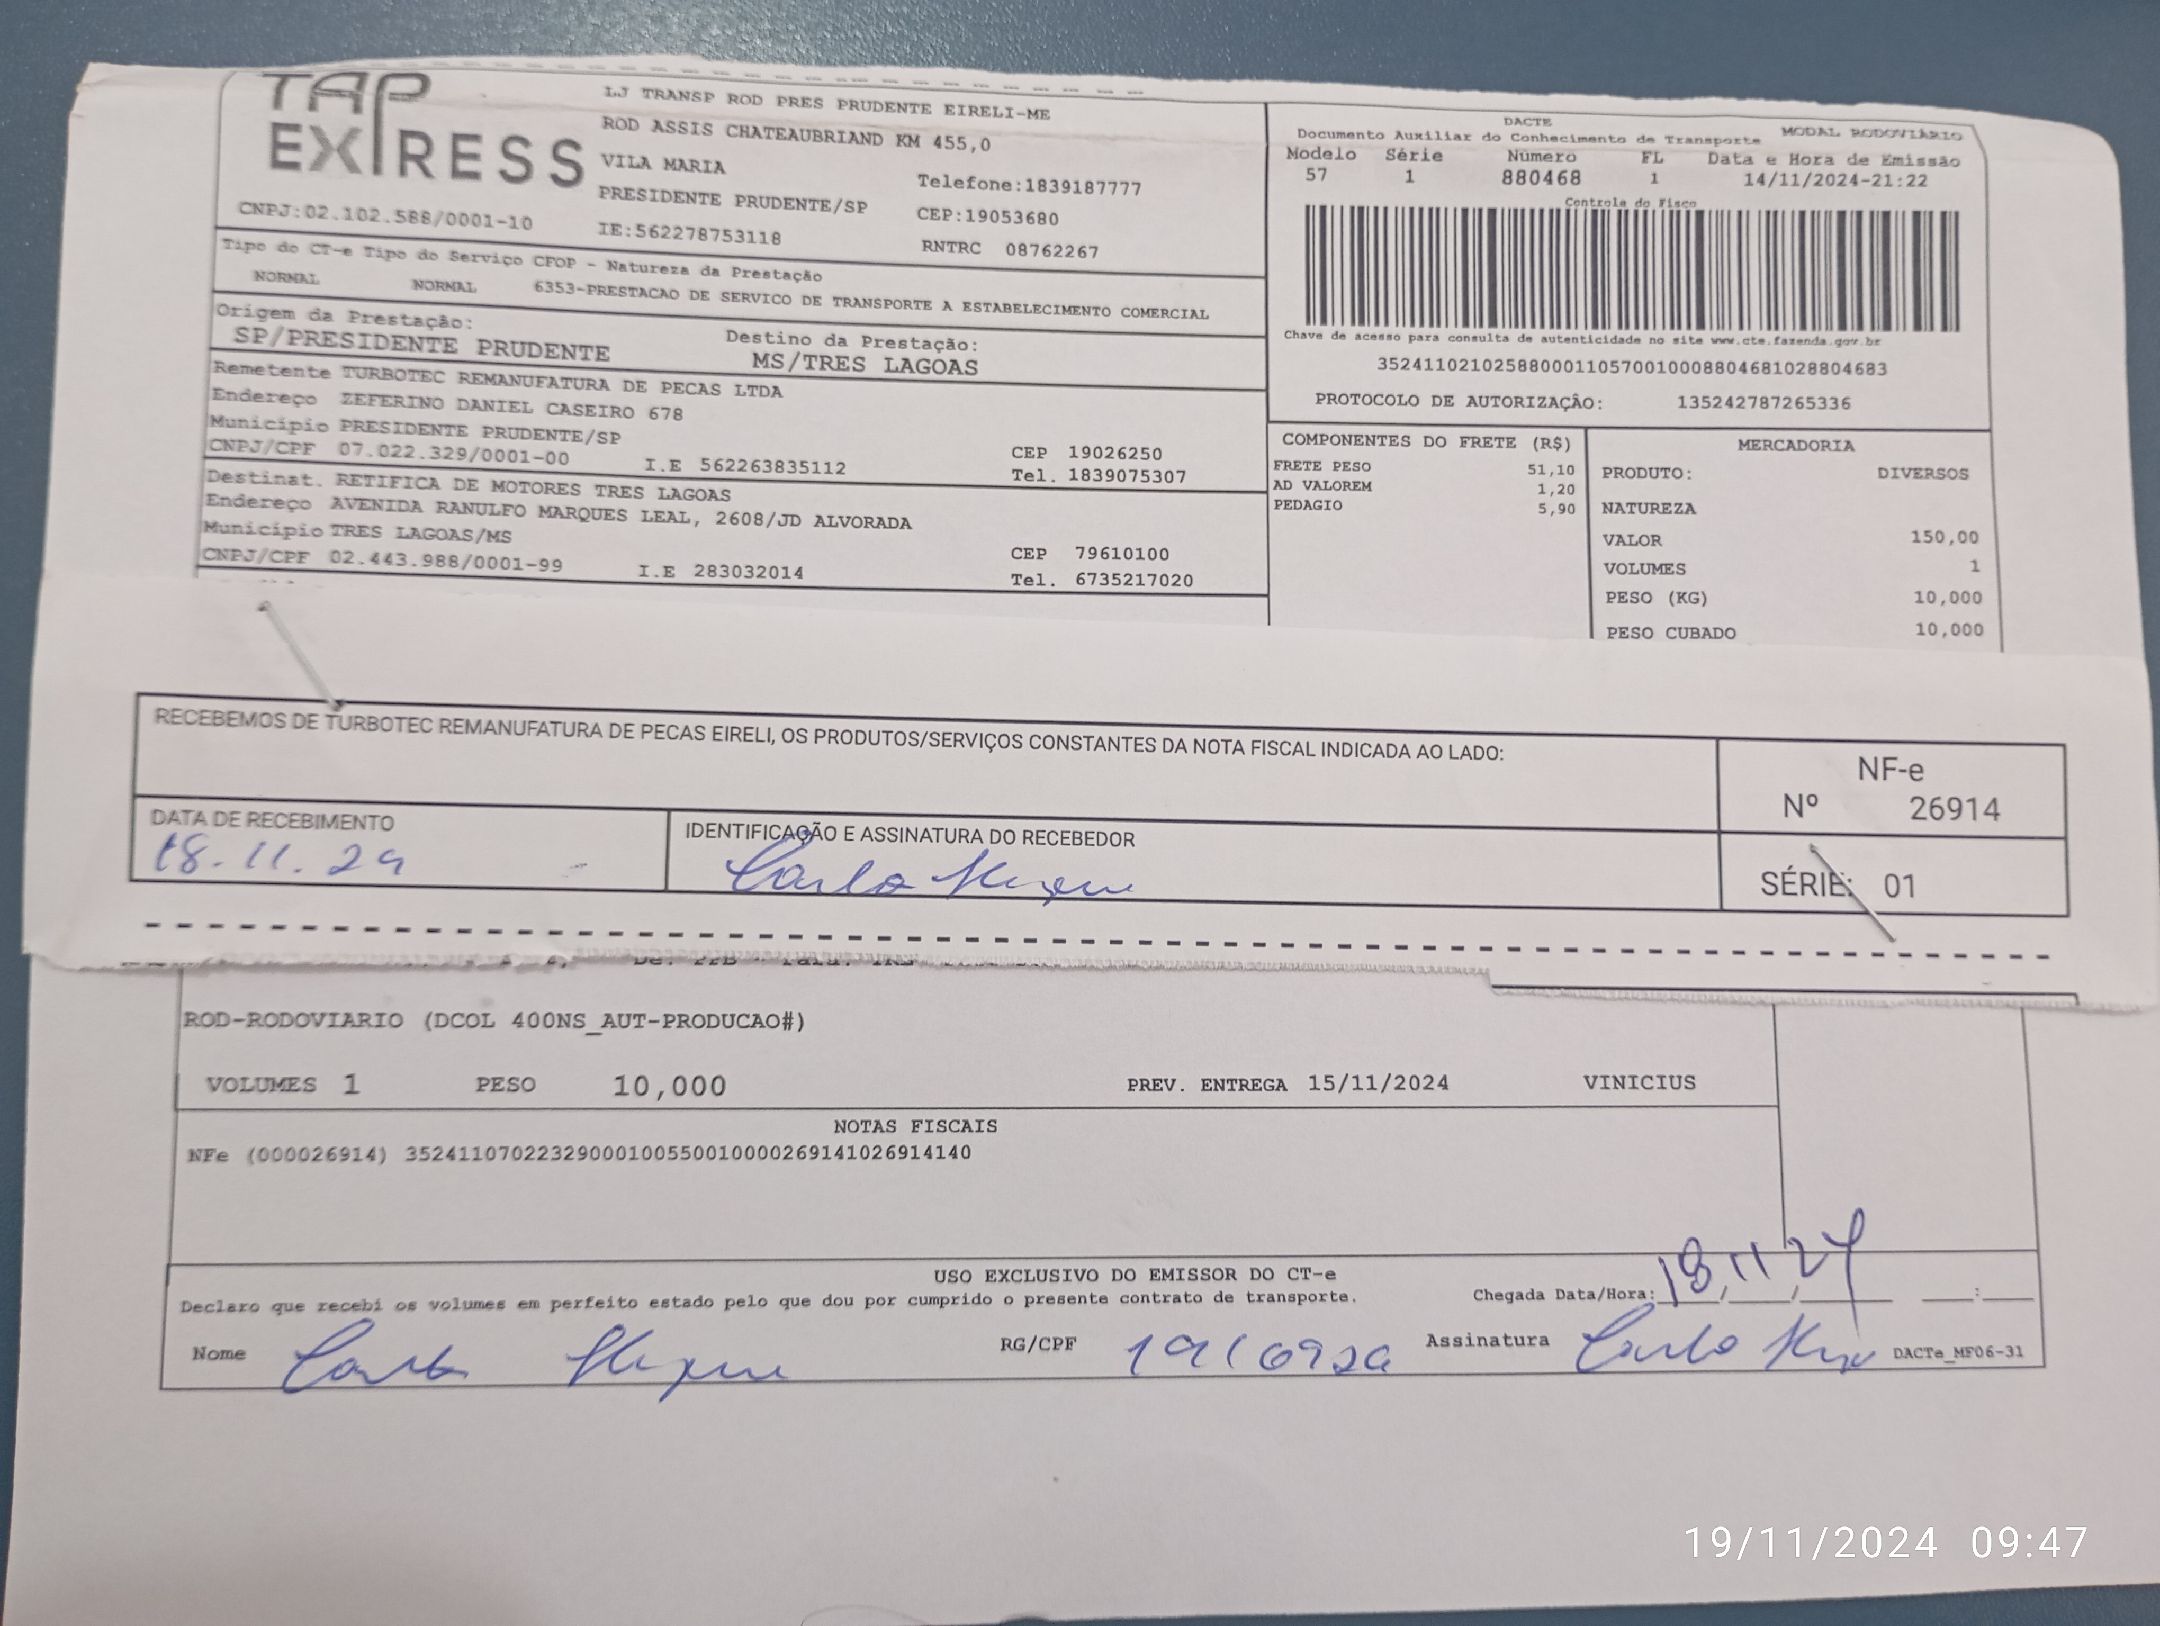 TAP EXPRESS
LJ TRANSP ROD PRES PRUDENTE EIRELI-ME
ROD ASSIS CHATEAUBRIAND KM 455,0
VILA MARIA
Telefone:1839187777
PRESIDENTE PRUDENTE/SP
CEP:19053680
CNPJ:02.102.588/0001-10
IE:562278753118
RNTRC 08762267
Tipo do CT-e Tipo do Serviço CFOP - Natureza da Prestação
NORMAL NORMAL 6353-PRESTACAO DE SERVICO DE TRANSPORTE A ESTABELECIMENTO COMERCIAL
Origem da Prestação:
SP/PRESIDENTE PRUDENTE
Destino da Prestação:
MS/TRES LAGOAS
Remetente TURBOTEC REMANUFATURA DE PECAS LTDA
Endereço ZEFERINO DANIEL CASEIRO 678
Município PRESIDENTE PRUDENTE/SP
CEP 19026250
CNPJ/CPF 07.022.329/0001-00 I.E 562263835112 Tel. 1839075307
Destinat. RETIFICA DE MOTORES TRES LAGOAS
Endereço AVENIDA RANULFO MARQUES LEAL, 2608/JD ALVORADA
Município TRES LAGOAS/MS
CEP 79610100
CNPJ/CPF 02.443.988/0001-99 I.E 283032014 Tel. 6735217020
DACTE
Documento Auxiliar do Conhecimento de Transporte MODAL RODOVIÁRIO
Modelo Série Número FL Data e Hora de Emissão
57 1 880468 1 14/11/2024-21:22
Controle do Fisco
Chave de acesso para consulta de autenticidade no site www.cte.fazenda.gov.br
35241102102588000110570010008804681028804683
PROTOCOLO DE AUTORIZAÇÃO: 135242787265336
COMPONENTES DO FRETE (R$)
FRETE PESO 51,10
AD VALOREM 1,20
PEDAGIO 5,90
MERCADORIA
PRODUTO: DIVERSOS
NATUREZA
VALOR 150,00
VOLUMES 1
PESO (KG) 10,000
PESO CUBADO 10,000
RECEBEMOS DE TURBOTEC REMANUFATURA DE PECAS EIRELI, OS PRODUTOS/SERVIÇOS CONSTANTES DA NOTA FISCAL INDICADA AO LADO:
NF-e
Nº 26914
SÉRIE: 01
DATA DE RECEBIMENTO
18.11.24
IDENTIFICAÇÃO E ASSINATURA DO RECEBEDOR
ROD-RODOVIARIO (DCOL 400NS_AUT-PRODUCAO#)
VOLUMES 1 PESO 10,000 PREV. ENTREGA 15/11/2024 VINICIUS
NOTAS FISCAIS
NFe (000026914) 35241107022329000100550010000269141026914140
USO EXCLUSIVO DO EMISSOR DO CT-e
Declaro que recebi os volumes em perfeito estado pelo que dou por cumprido o presente contrato de transporte.
Chegada Data/Hora: 18 11 24
Nome
RG/CPF
Assinatura
DACTe_MF06-31
19/11/2024 09:47